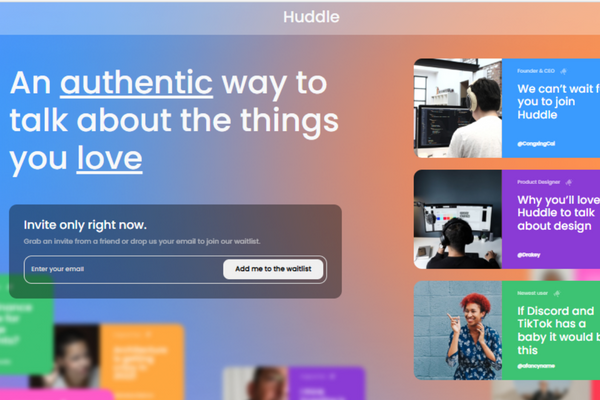 Huddle
An authentic way to
talk about the things
you love
Invite only right now.
Grab an invite from a friend or drop us your email to join our waitlist.
Enter your email
Add me to the waitlist
Founder & CEO
We can't wait f
you to join
Huddle
Product Designer
Why you'll love
Huddle to talk
about design
@Drakey
Newest user
If Discord and
TikTok has a
baby it would b
this
@afancyname